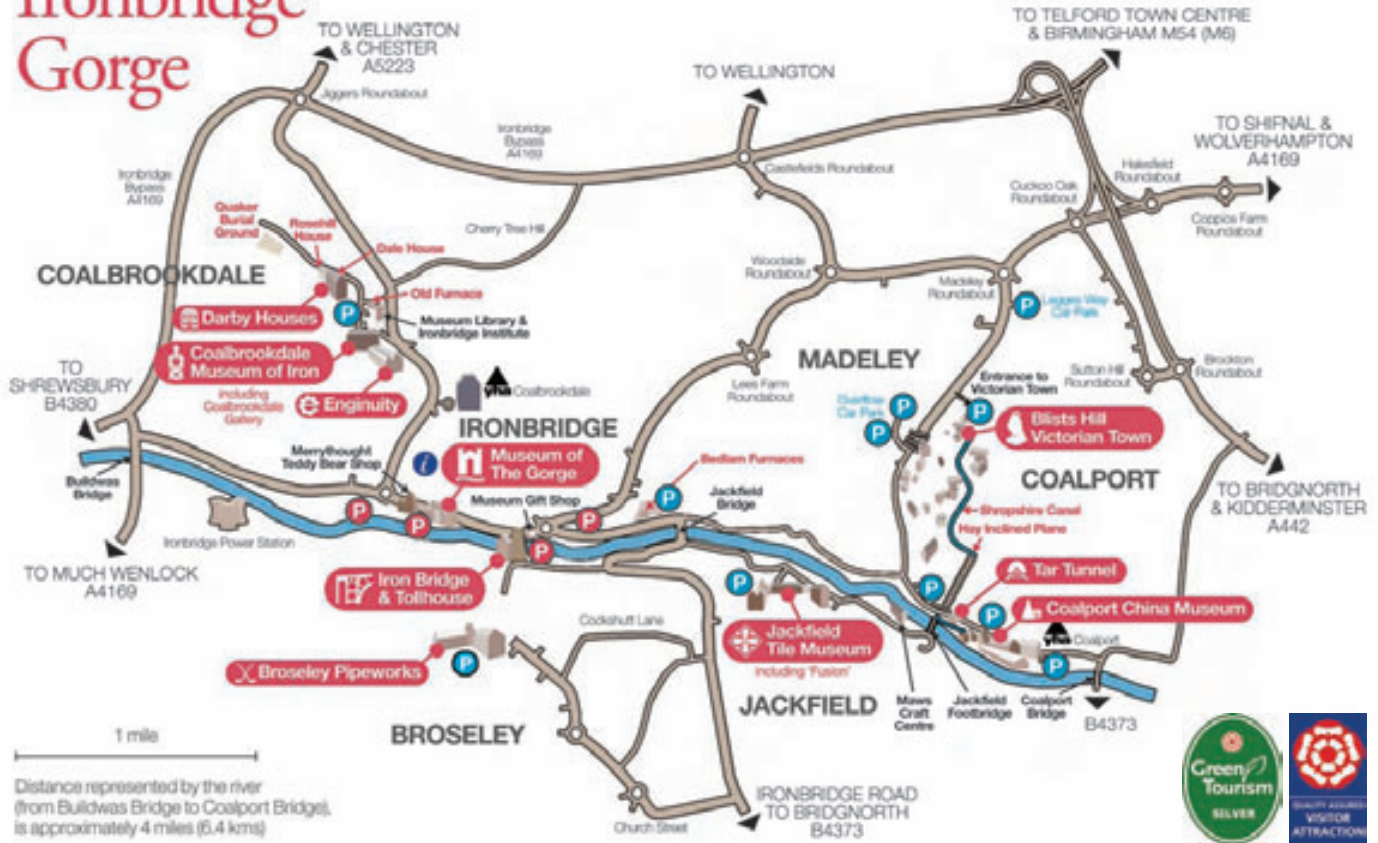 Ironbridge
Gorge
TO WELLINGTON
& CHESTER
A5223
TO WELLINGTON
TO TELFORD TOWN CENTRE
& BIRMINGHAM M54 (M6)
Jiggers Roundabout
Ironbridge
Bypass
A4169
TO SHIFNAL &
WOLVERHAMPTON
A4169
Castlefields Roundabout
Halesfield
Roundabout
Cuckoo Oak
Roundabout
Coppice Farm
Roundabout
Ironbridge
Bypass
A4169
Quaker
Burial
Ground
Rosehill
House
Dale House
Cherry Tree Hill
COALBROOKDALE
Woodside
Roundabout
Madeley
Roundabout
Legges Way
Car Park
Old Furnace
P
Darby Houses
P
Museum Library &
Ironbridge Institute
Coalbrookdale
Museum of Iron
including
Coalbrookdale
Gallery
Enginuity
yha Coalbrookdale
TO
SHREWSBURY
B4380
MADELEY
Lees Farm
Roundabout
Sutton Hill
Roundabout
Brockton
Roundabout
Entrance to
Victorian Town
Overflow
Car Park
P
P
P
Blists Hill
Victorian Town
IRONBRIDGE
Merrythought
Teddy Bear Shop
i
Museum of
The Gorge
Bedlam Furnaces
COALPORT
Buildwas
Bridge
Museum Gift Shop
P
Jackfield
Bridge
TO BRIDGNORTH
& KIDDERMINSTER
A442
Shropshire Canal
Hay Inclined Plane
P
P
P
P
Ironbridge Power Station
TO MUCH WENLOCK
A4169
Iron Bridge
& Tollhouse
Tar Tunnel
P
P
P
Coalport China Museum
yha Coalport
P
Cockshutt Lane
Jackfield
Tile Museum
including 'Fusion'
Broseley Pipeworks
P
JACKFIELD
Maws
Craft
Centre
Jackfield
Footbridge
Coalport
Bridge
B4373
BROSELEY
1 mile
Distance represented by the river
(from Buildwas Bridge to Coalport Bridge),
is approximately 4 miles (6.4 kms)
Church Street
IRONBRIDGE ROAD
TO BRIDGNORTH
B4373
Green
Tourism
SILVER
QUALITY ASSURED
VISITOR
ATTRACTION